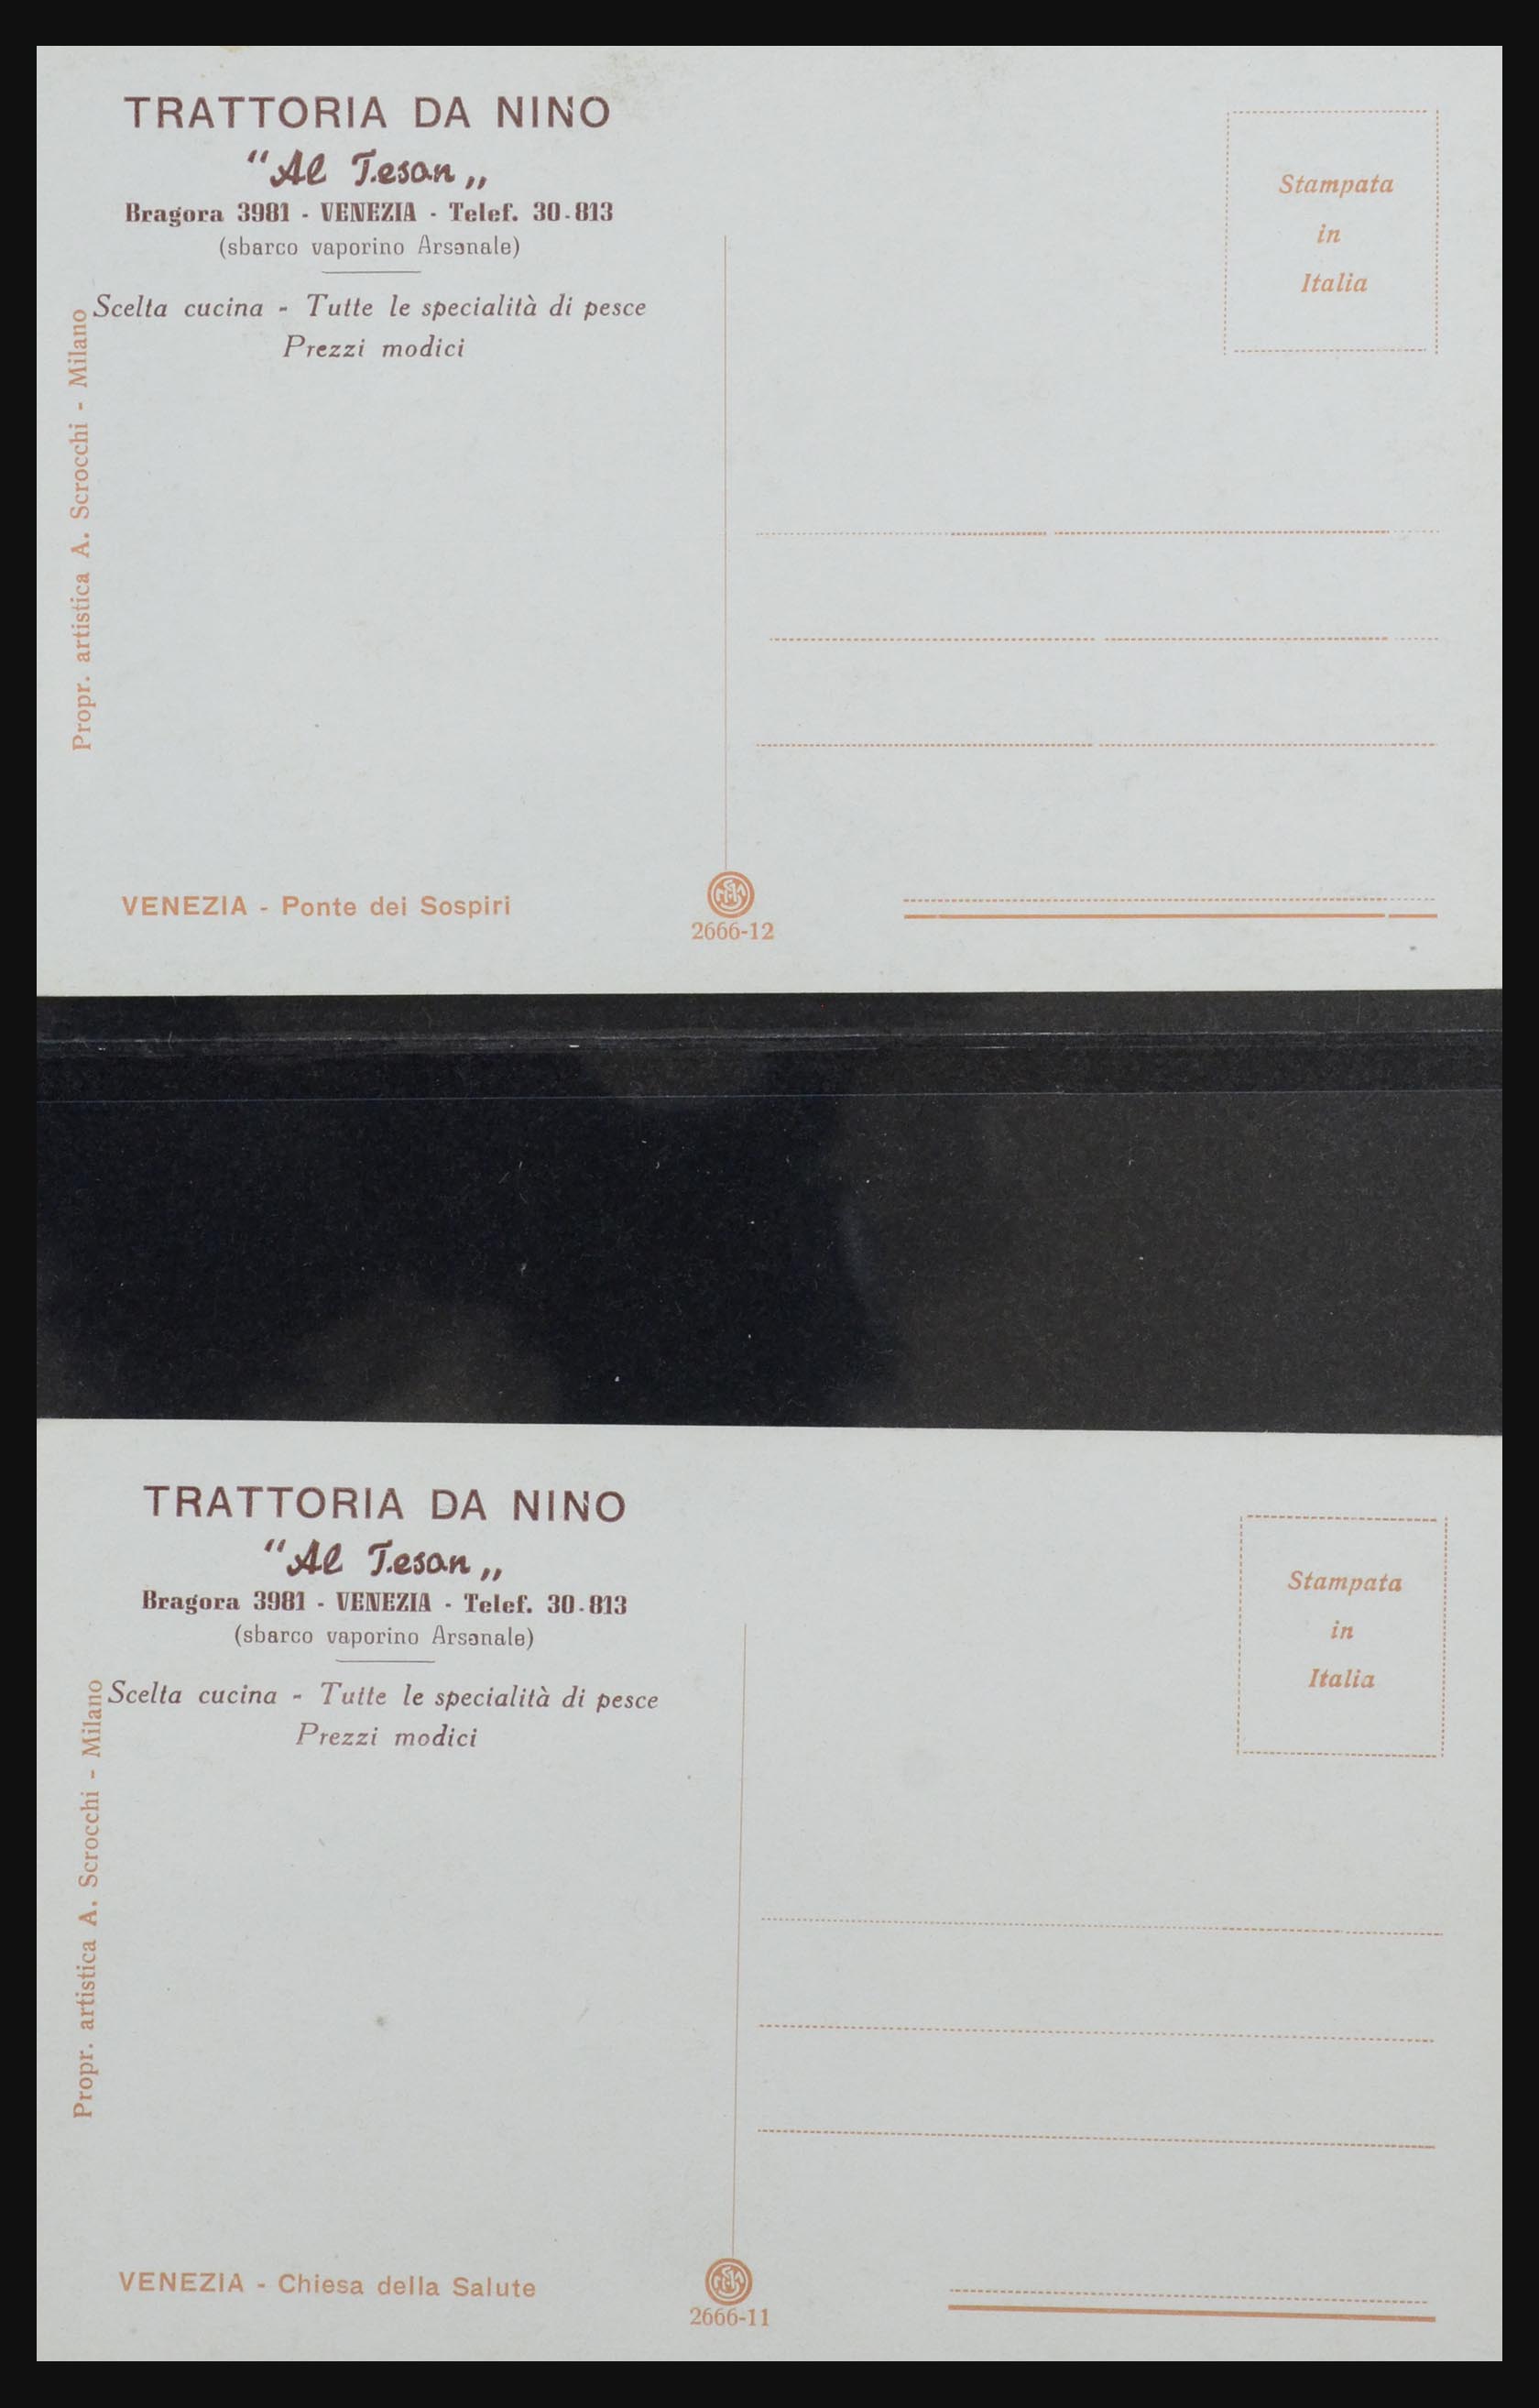 TRATTORIA DA NINO
“Al Tesan„
Bragora 3981 - VENEZIA - Telef. 30-813
(sbarco vaporino Arsenale)
Scelta cucina - Tutte le specialità di pesce
Prezzi modici
Stampata
in
Italia
Propr. artistica A. Scrocchi - Milano
VENEZIA - Ponte dei Sospiri
2666-12
TRATTORIA DA NINO
“Al Tesan„
Bragora 3981 - VENEZIA - Telef. 30-813
(sbarco vaporino Arsenale)
Scelta cucina - Tutte le specialità di pesce
Prezzi modici
Stampata
in
Italia
Propr. artistica A. Scrocchi - Milano
VENEZIA - Chiesa della Salute
2666-11